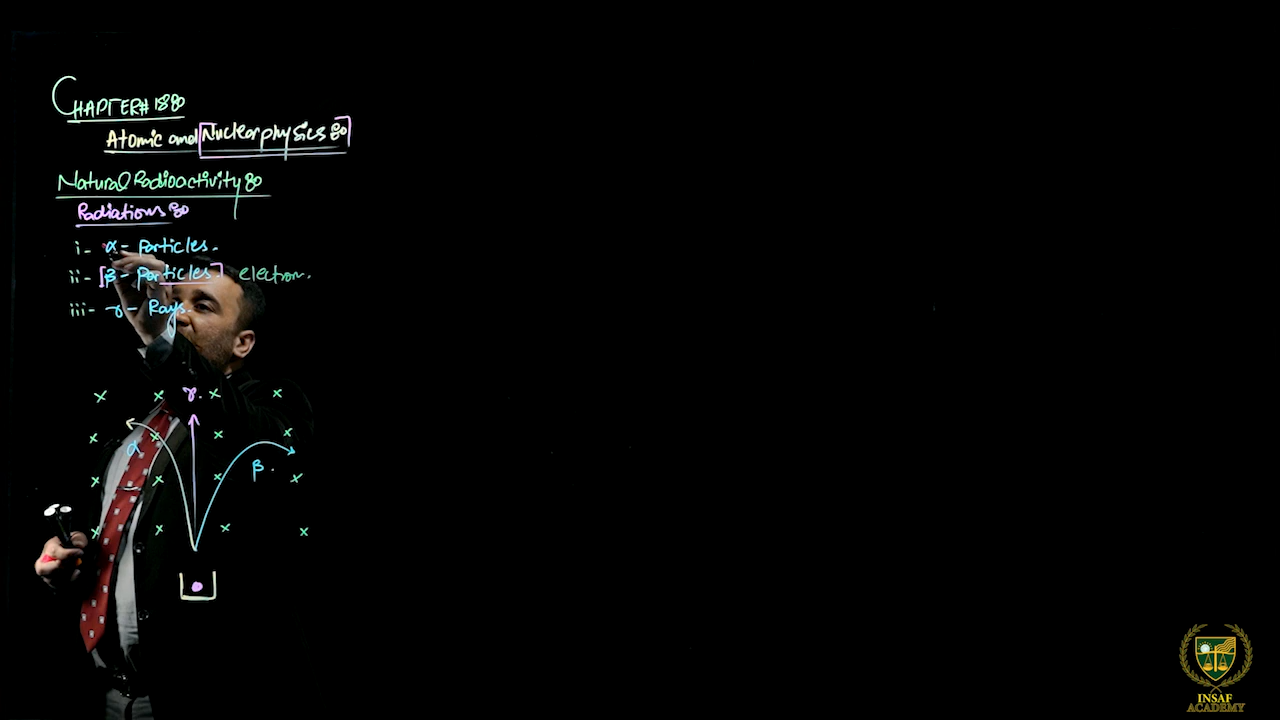 CHAPTER# 18:
Atomic and Nuclear physics:
Natural Radioactivity:
Radiations:
i- α- Particles.
ii- [β- Particles.] electron.
iii- γ- Rays.
x x γ. x x
x x x x
α β.
x x x x
x x x x
INSAF
ACADEMY